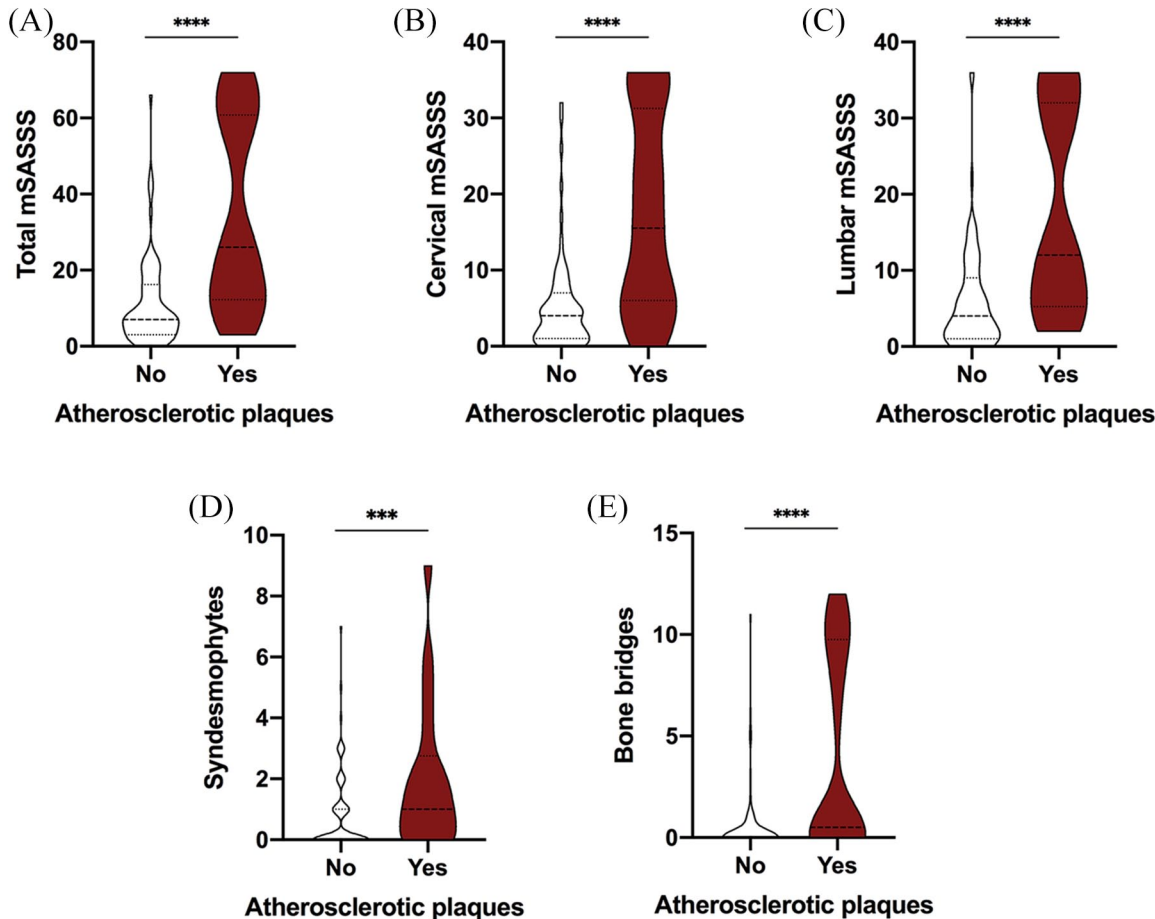 (A)
****
80
60
40
20
0
Total mSASSS
No Yes
Atherosclerotic plaques
(B)
****
40
30
20
10
0
Cervical mSASSS
No Yes
Atherosclerotic plaques
(C)
****
40
30
20
10
0
Lumbar mSASSS
No Yes
Atherosclerotic plaques
(D)
***
10
8
6
4
2
0
Syndesmophytes
No Yes
Atherosclerotic plaques
(E)
****
15
10
5
0
Bone bridges
No Yes
Atherosclerotic plaques